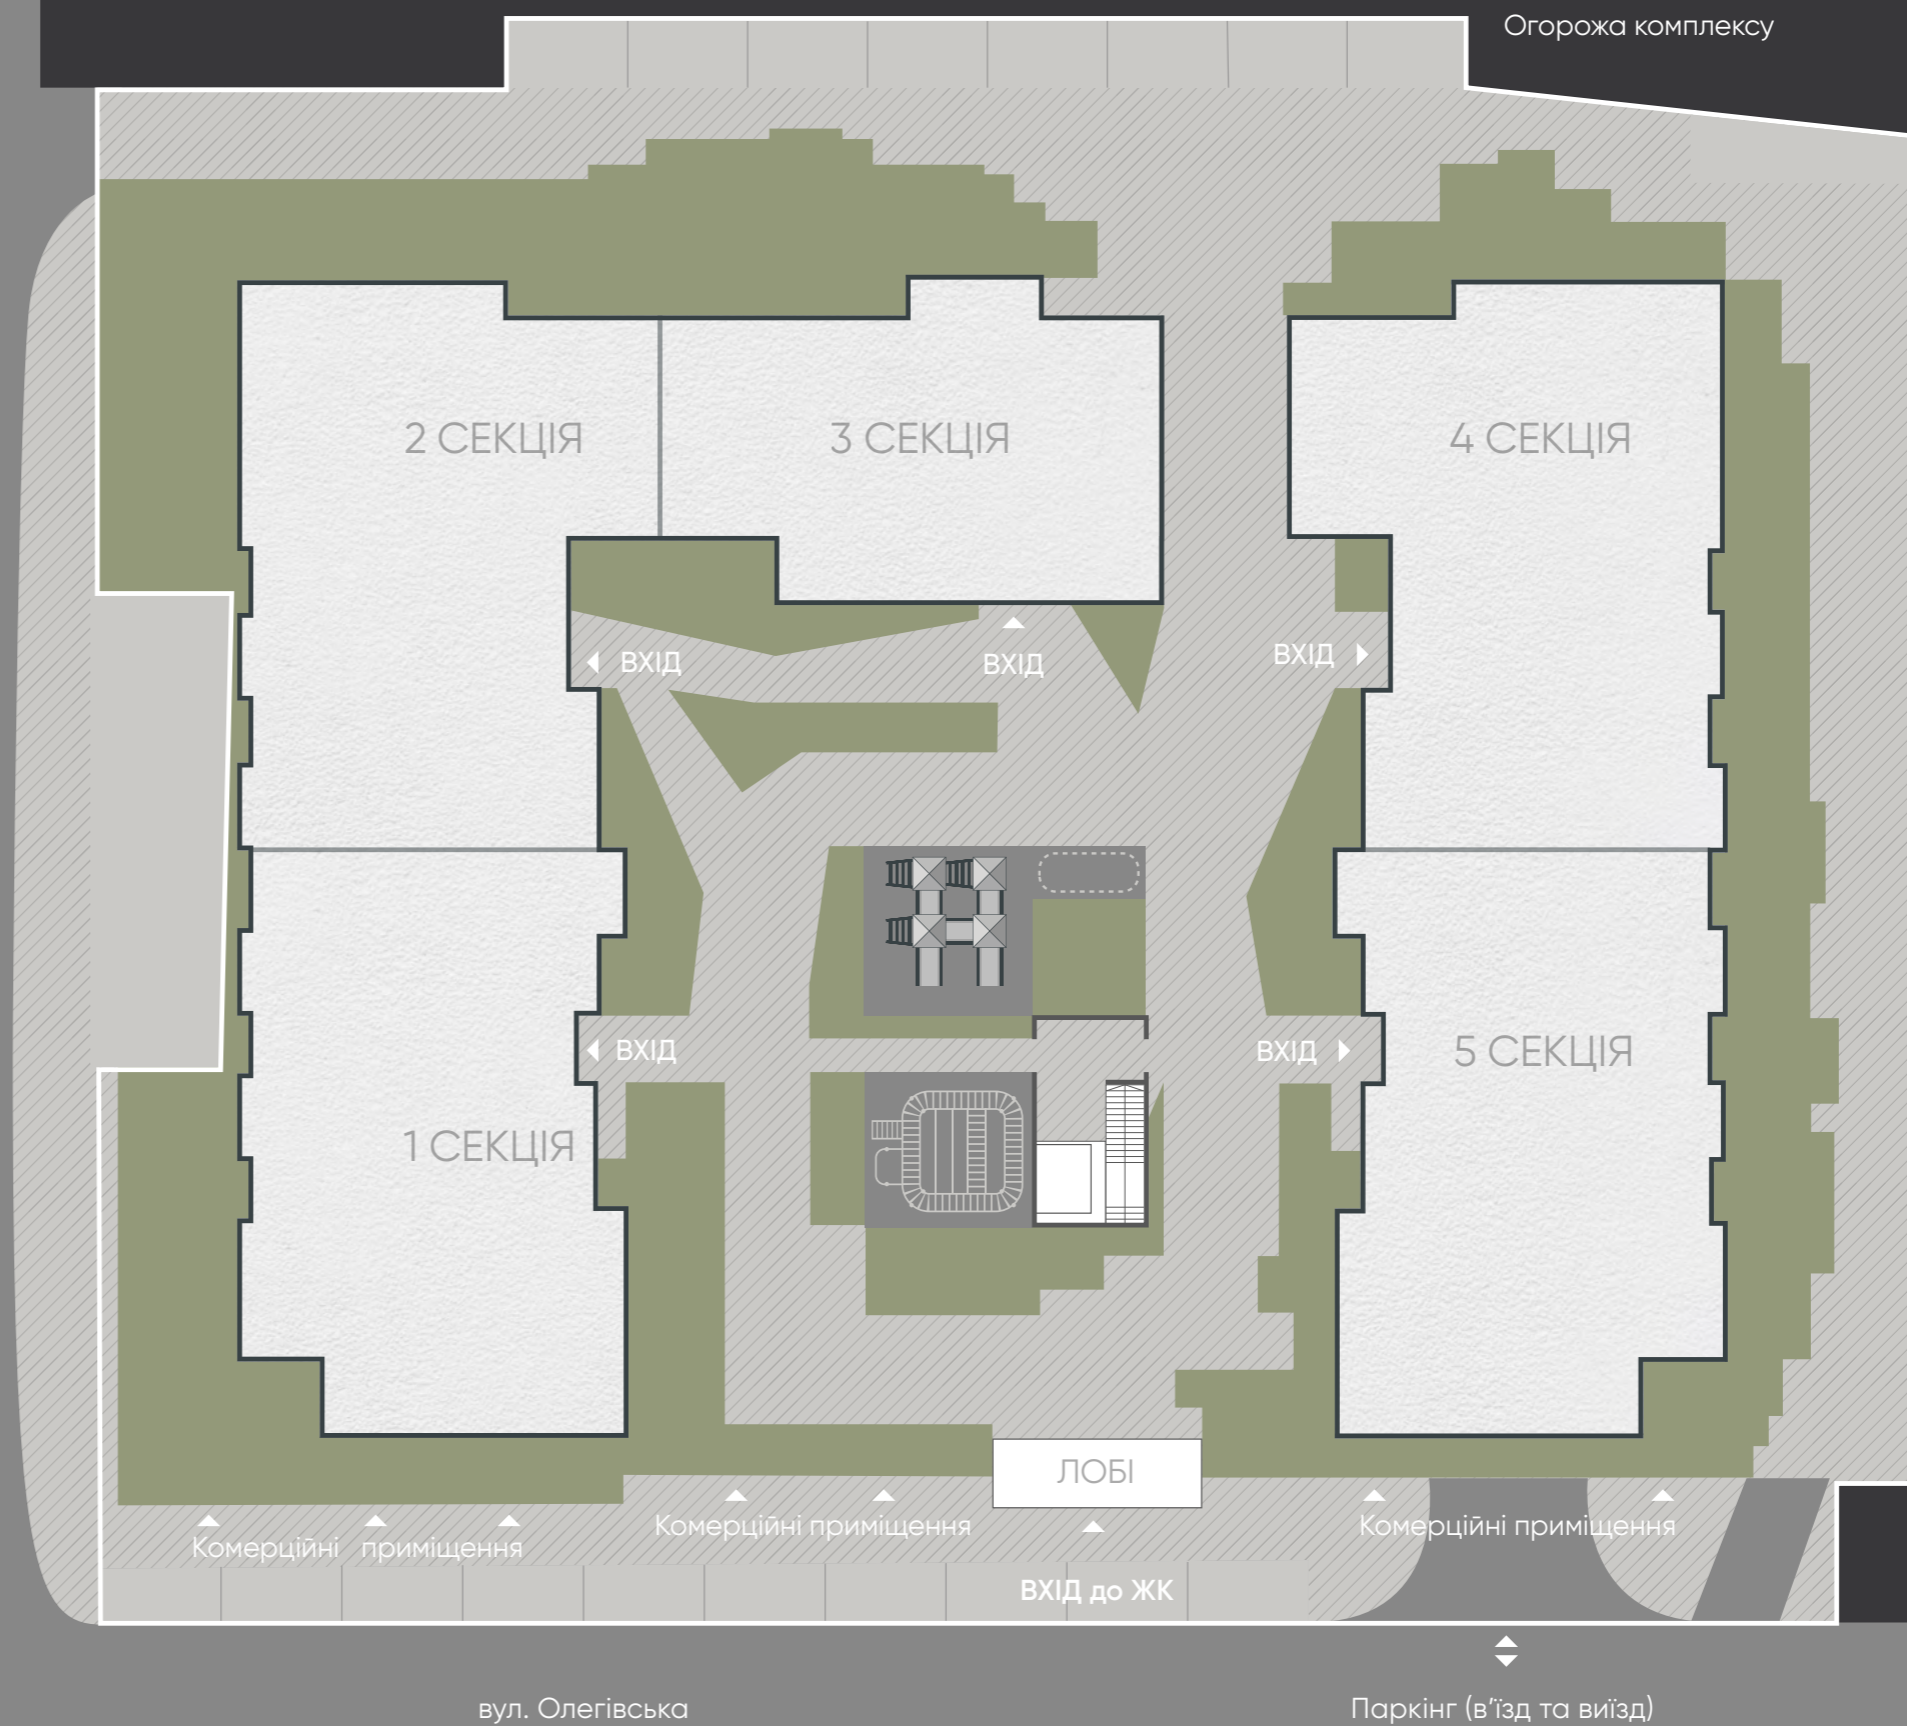 Огорожа комплексу
2 СЕКЦІЯ
3 СЕКЦІЯ
4 СЕКЦІЯ
ВХІД
ВХІД
ВХІД
ВХІД
ВХІД
5 СЕКЦІЯ
1 СЕКЦІЯ
ЛОБІ
Комерційні приміщення
Комерційні приміщення
Комерційні приміщення
ВХІД до ЖК
вул. Олегівська
Паркінг (в'їзд та виїзд)